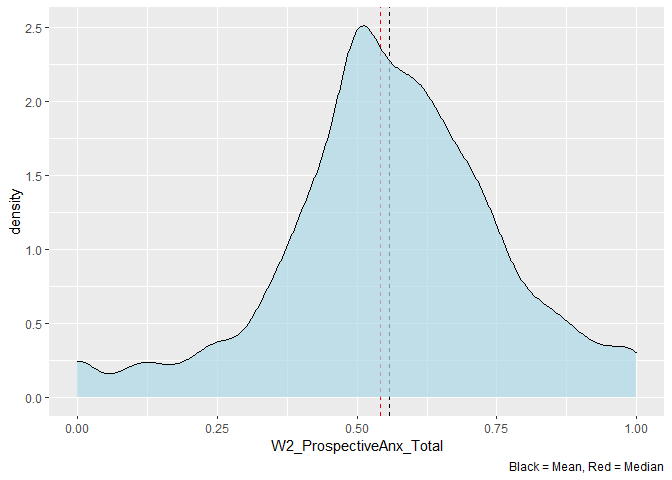 2.5
2.0
1.5
1.0
0.5
0.0
density
0.00 0.25 0.50 0.75 1.00
W2_ProspectiveAnx_Total
Black = Mean, Red = Median